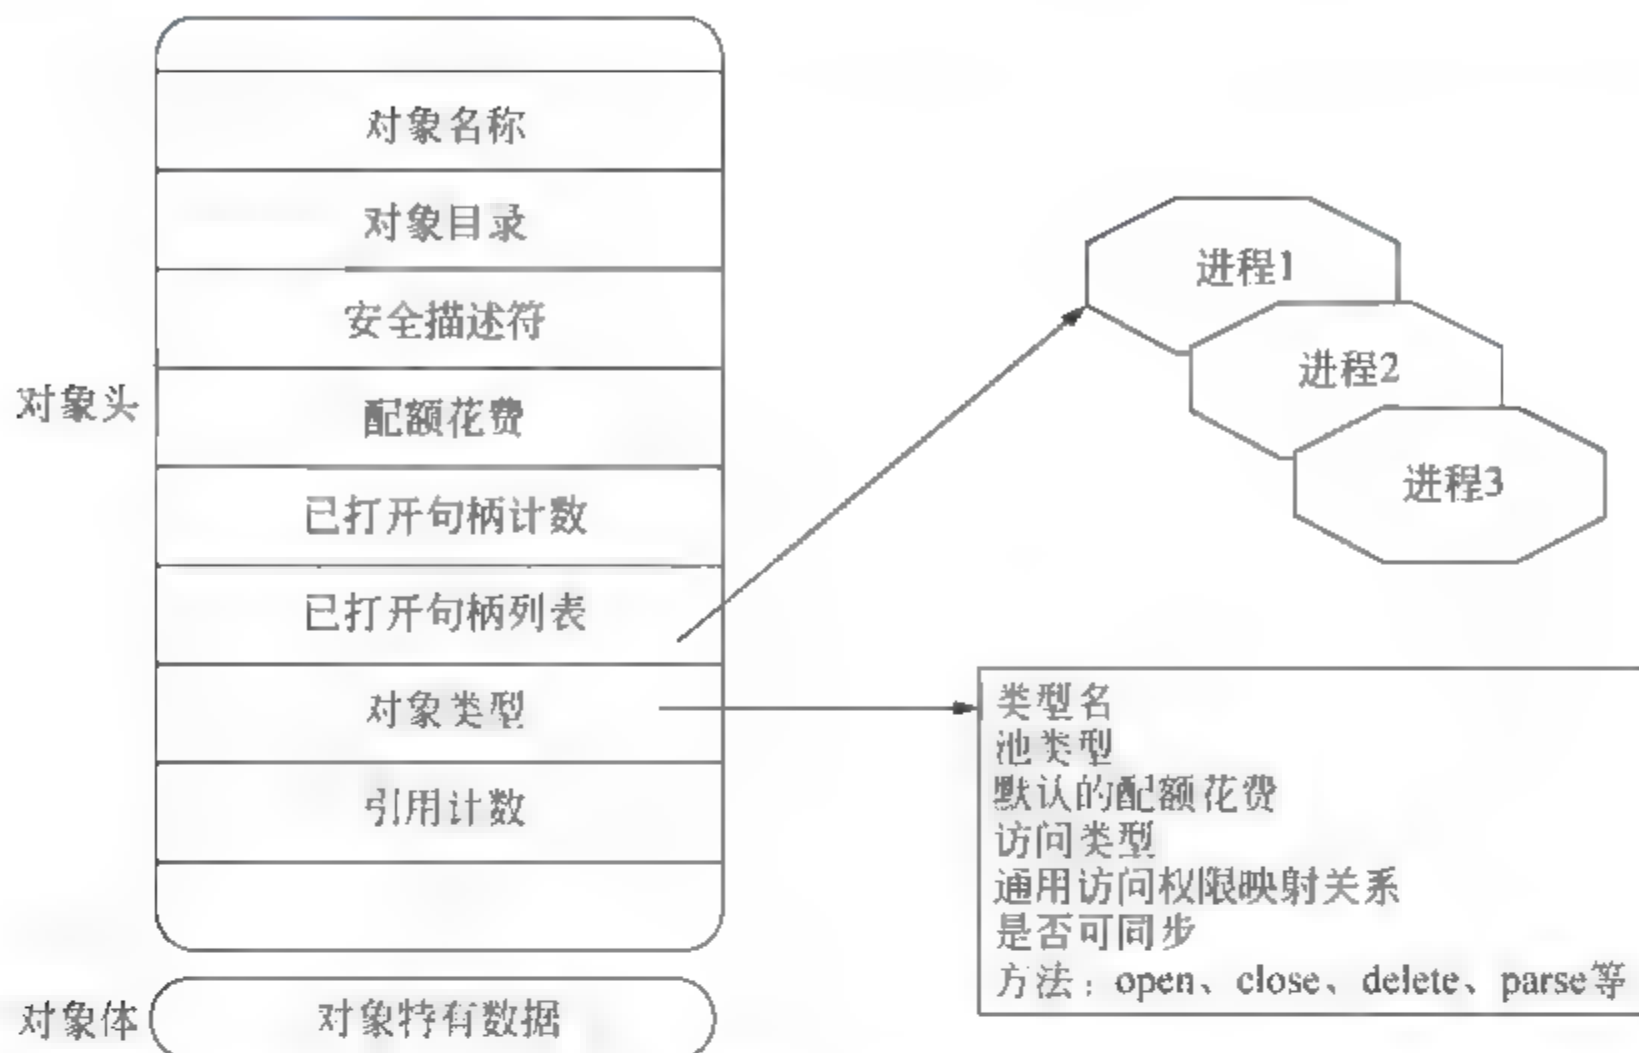 对象名称
对象目录
安全描述符
对象头
配额花费
已打开句柄计数
已打开句柄列表
对象类型
引用计数
对象体
对象特有数据
进程1
进程2
进程3
类型名
池类型
默认的配额花费
访问类型
通用访问权限映射关系
是否可同步
方法：open、close、delete、parse等